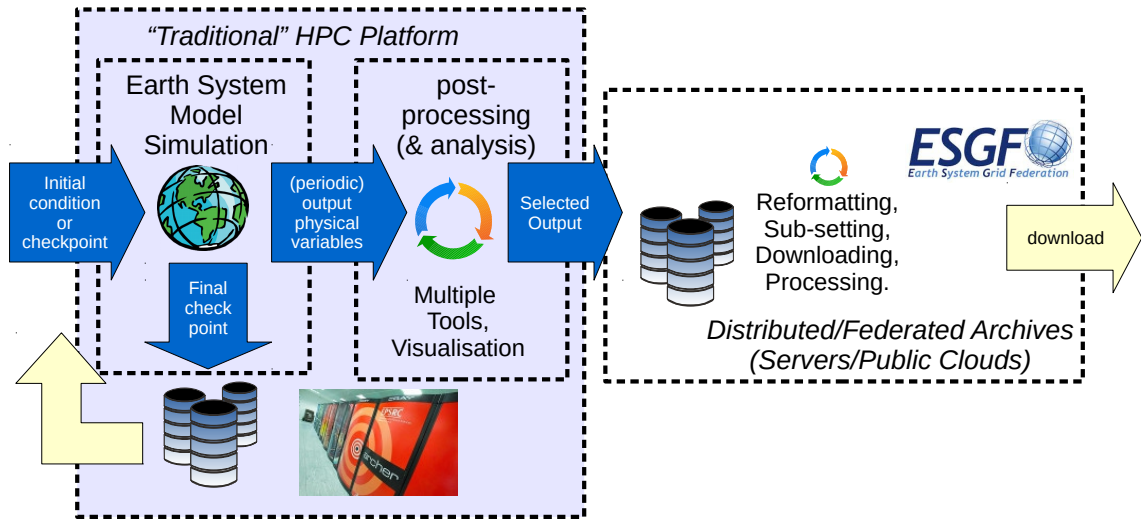 “Traditional” HPC Platform
Earth System
Model
Simulation
post-
processing
(& analysis)
Initial
condition
or
checkpoint
(periodic)
output
physical
variables
Selected
Output
Final
check
point
Multiple
Tools,
Visualisation
archer
ESGF
Earth System Grid Federation
Reformatting,
Sub-setting,
Downloading,
Processing.
download
Distributed/Federated Archives
(Servers/Public Clouds)